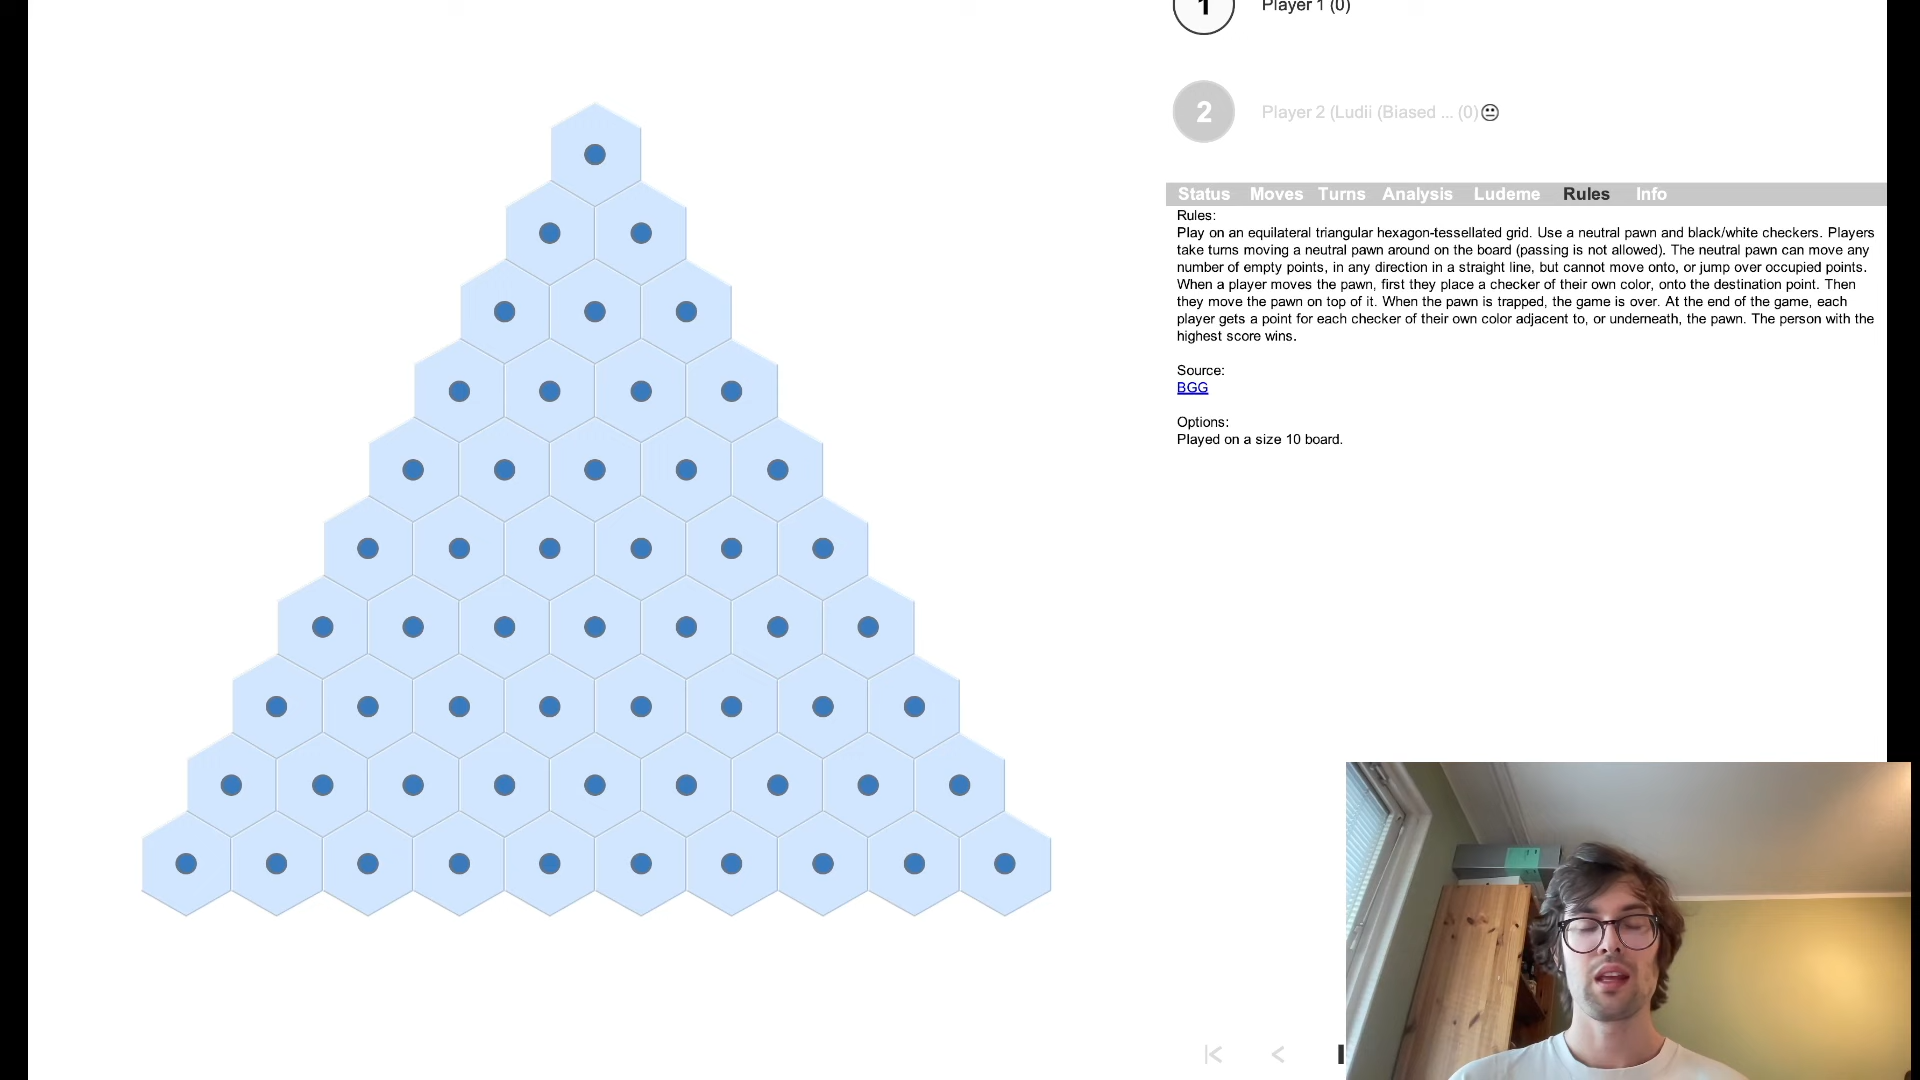 1 Player 1 (0)
2 Player 2 (Ludii (Biased ... (0)
Status Moves Turns Analysis Ludeme Rules Info
Rules:
Play on an equilateral triangular hexagon-tessellated grid. Use a neutral pawn and black/white checkers. Players
take turns moving a neutral pawn around on the board (passing is not allowed). The neutral pawn can move any
number of empty points, in any direction in a straight line, but cannot move onto, or jump over occupied points.
When a player moves the pawn, first they place a checker of their own color, onto the destination point. Then
they move the pawn on top of it. When the pawn is trapped, the game is over. At the end of the game, each
player gets a point for each checker of their own color adjacent to, or underneath, the pawn. The person with the
highest score wins.
Source:
BGG
Options:
Played on a size 10 board.